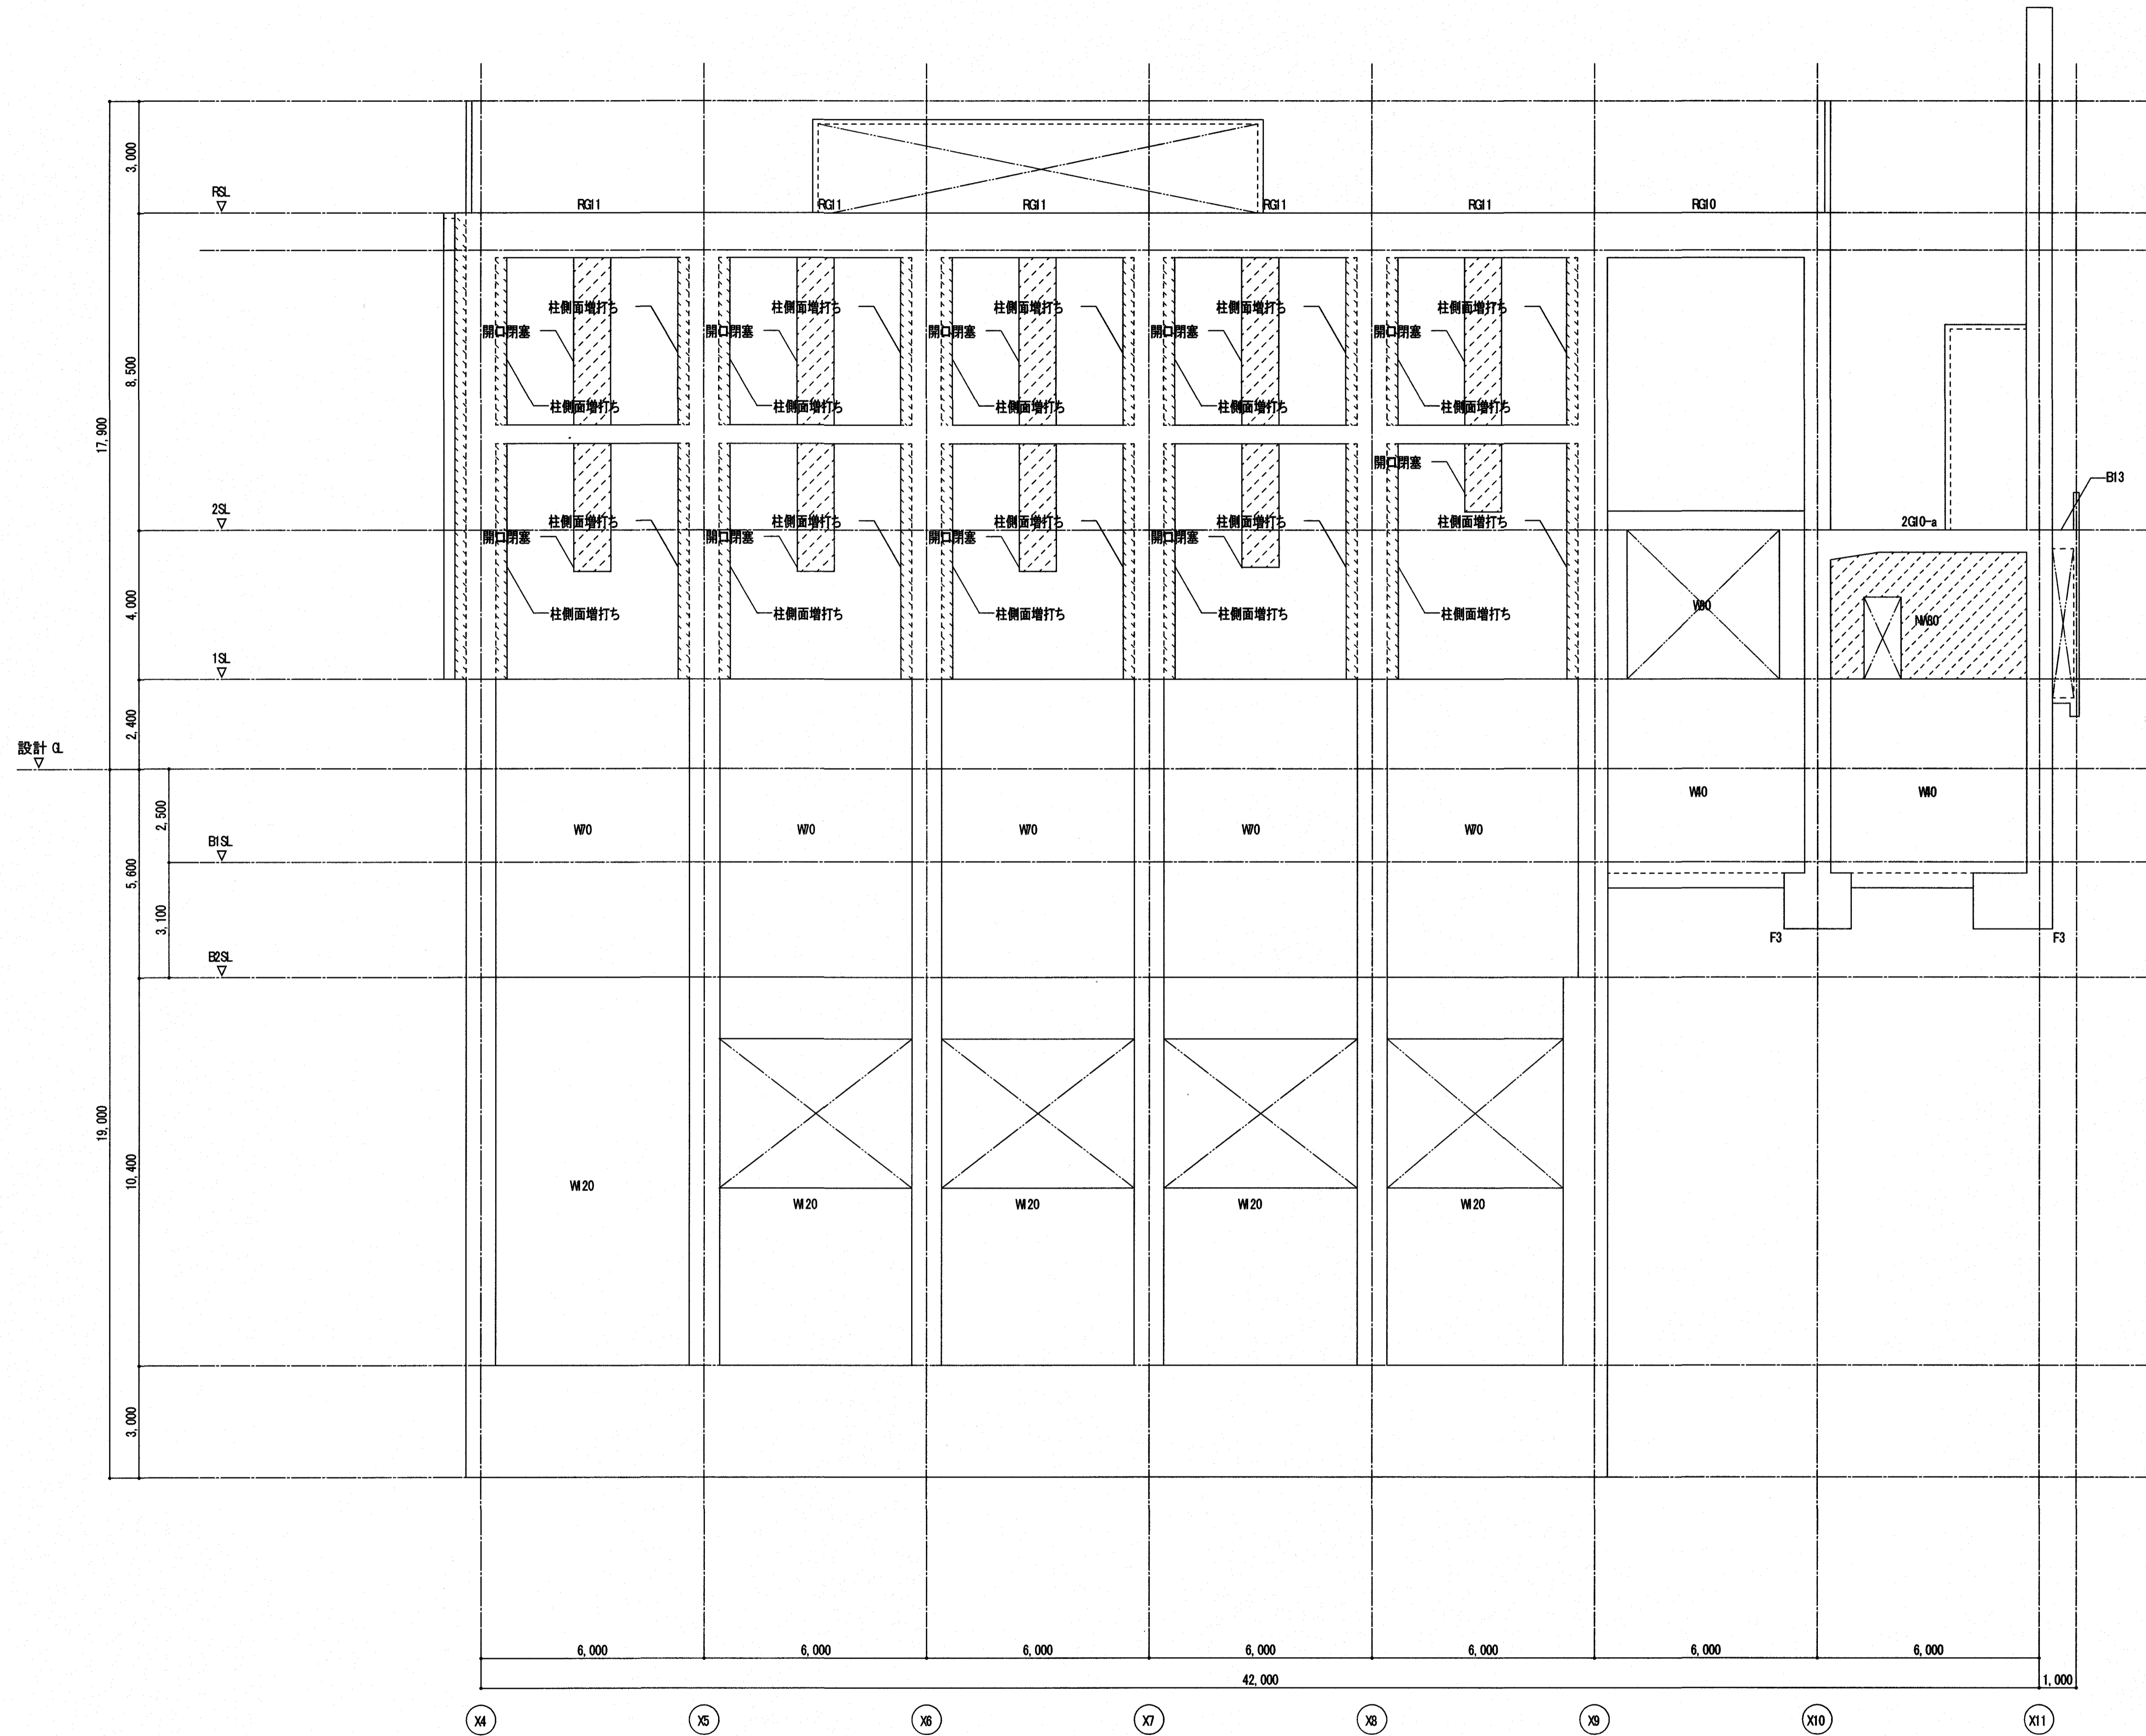 3,000
RSL
RG11
RG11
RG11
RG11
RG11
RG10
柱側面増打ち
柱側面増打ち
柱側面増打ち
柱側面増打ち
柱側面増打ち
開口閉塞
開口閉塞
開口閉塞
開口閉塞
開口閉塞
8,500
17,900
柱側面増打ち
柱側面増打ち
柱側面増打ち
柱側面増打ち
柱側面増打ち
開口閉塞
B13
2SL
柱側面増打ち
柱側面増打ち
柱側面増打ち
柱側面増打ち
柱側面増打ち
2G10-a
開口閉塞
開口閉塞
開口閉塞
開口閉塞
4,000
柱側面増打ち
柱側面増打ち
柱側面増打ち
柱側面増打ち
柱側面増打ち
1SL
2,400
設計 GL
2,500
W40
W40
W70
W70
W70
W70
W70
B1SL
5,600
3,100
F3
F3
B2SL
19,000
10,400
W120
W120
W120
W120
W120
3,000
6,000
6,000
6,000
6,000
6,000
6,000
6,000
42,000
1,000
X4
X5
X6
X7
X8
X9
X10
X11